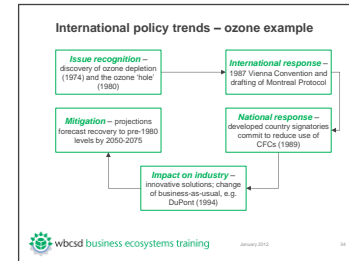 International policy trends – ozone example
Issue recognition –
discovery of ozone depletion
(1974) and the ozone ‘hole’
(1980)
International response –
1987 Vienna Convention and
drafting of Montreal Protocol
Mitigation – projections
forecast recovery to pre-1980
levels by 2050-2075
National response –
developed country signatories
commit to reduce use of
CFCs (1989)
Impact on industry –
innovative solutions; change
of business-as-usual, e.g.
DuPont (1994)
wbcsd business ecosystems training
January 2012
34